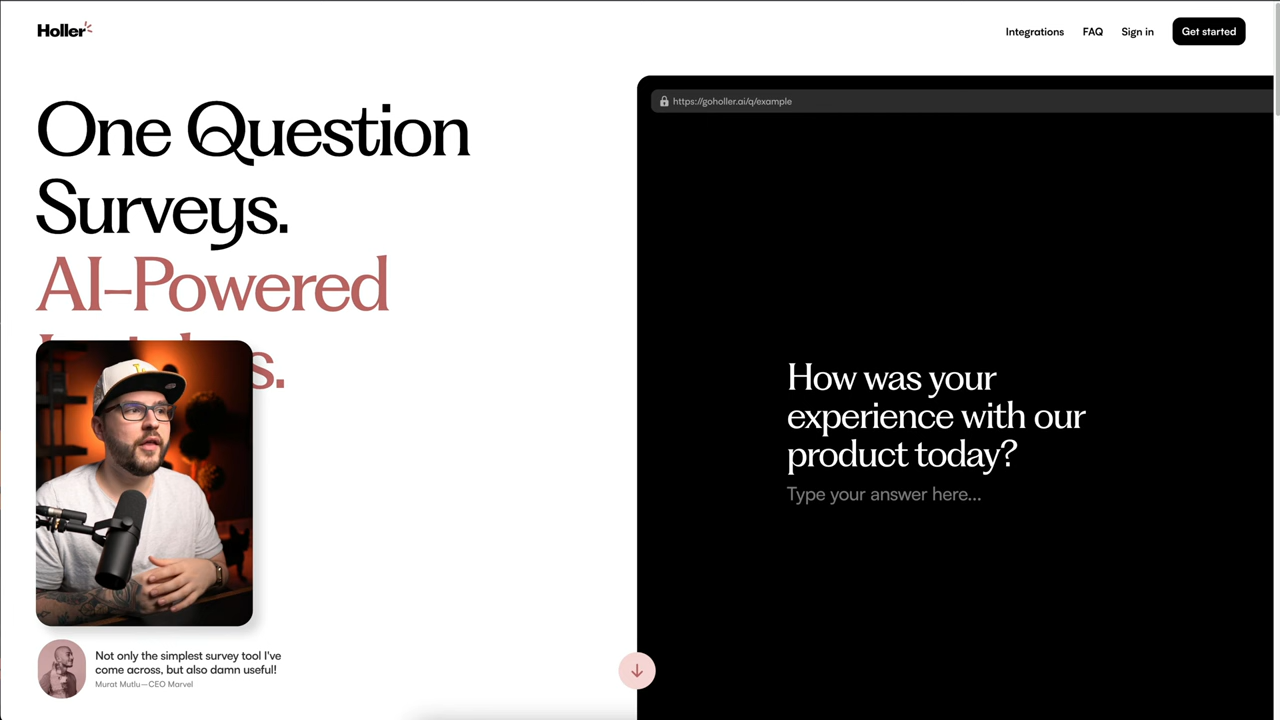 Holler
Integrations
FAQ
Sign in
Get started
One Question
Surveys.
AI-Powered
s.
https://goholler.ai/q/example
How was your
experience with our
product today?
Type your answer here...
Not only the simplest survey tool I've
come across, but also damn useful!
Murat Mutlu—CEO Marvel